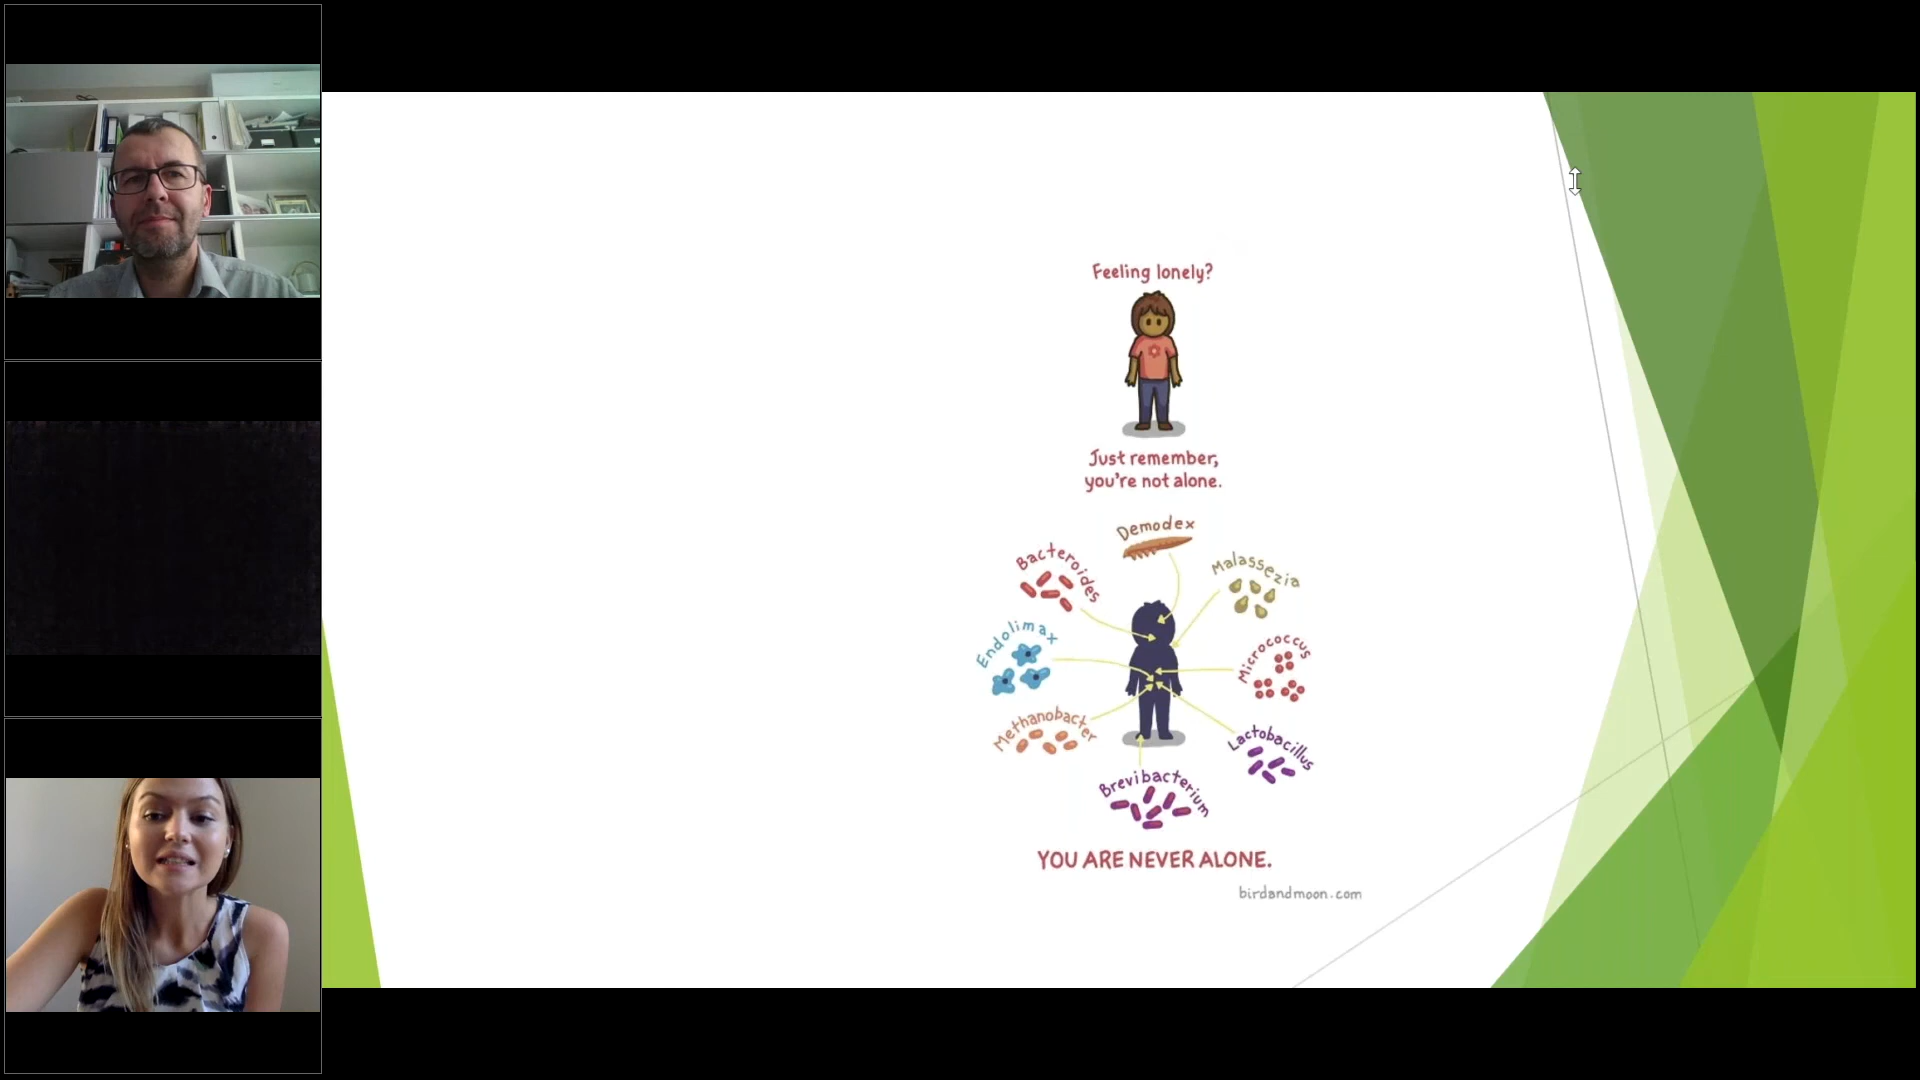 Feeling lonely?
Just remember,
you're not alone.
Demodex
Bacteroides
Malassezia
Endolimax
Micrococcus
Methanobacter
Lactobacillus
Brevibacterium
YOU ARE NEVER ALONE.
birdandmoon.com